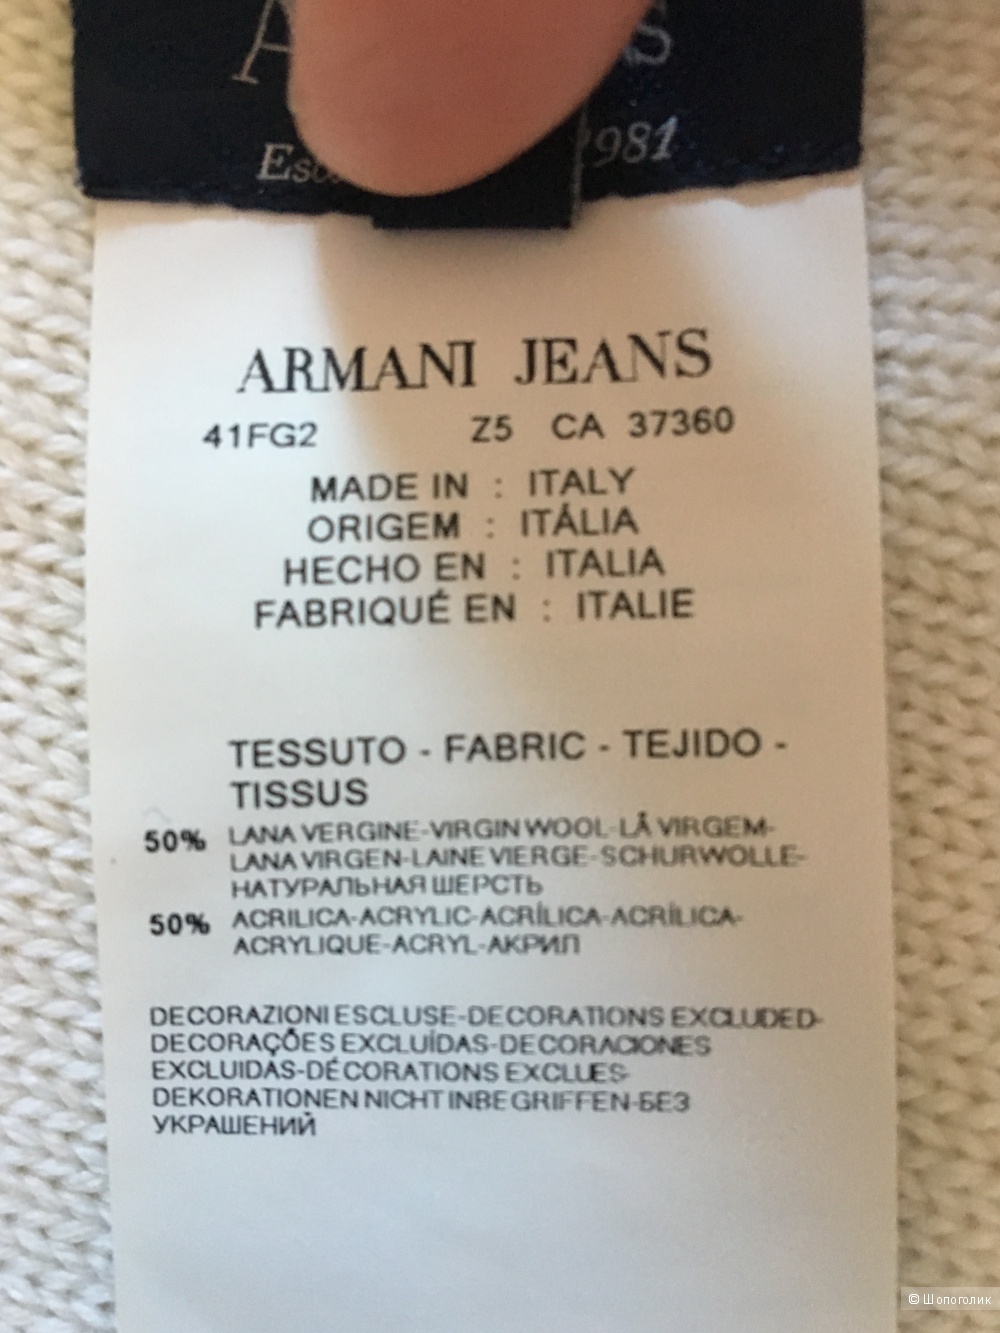 981
ARMANI JEANS
41FG2 Z5 CA 37360
MADE IN : ITALY
ORIGEM : ITÁLIA
HECHO EN : ITALIA
FABRIQUÉ EN : ITALIE
TESSUTO - FABRIC - TEJIDO -
TISSUS
50% LANA VERGINE-VIRGIN WOOL-LÃ VIRGEM-
LANA VIRGEN-LAINE VIERGE-SCHURWOLLE-
НАТУРАЛЬНАЯ ШЕРСТЬ
50% ACRILICA-ACRYLIC-ACRÍLICA-ACRÍLICA-
ACRYLIQUE-ACRYL-АКРИЛ
DECORAZIONI ESCLUSE-DECORATIONS EXCLUDED-
DECORAÇÕES EXCLUÍDAS-DECORACIONES
EXCLUIDAS-DÉCORATIONS EXCLUES-
DEKORATIONEN NICHT INBEGRIFFEN-БЕЗ
УКРАШЕНИЙ
© Шопоголик